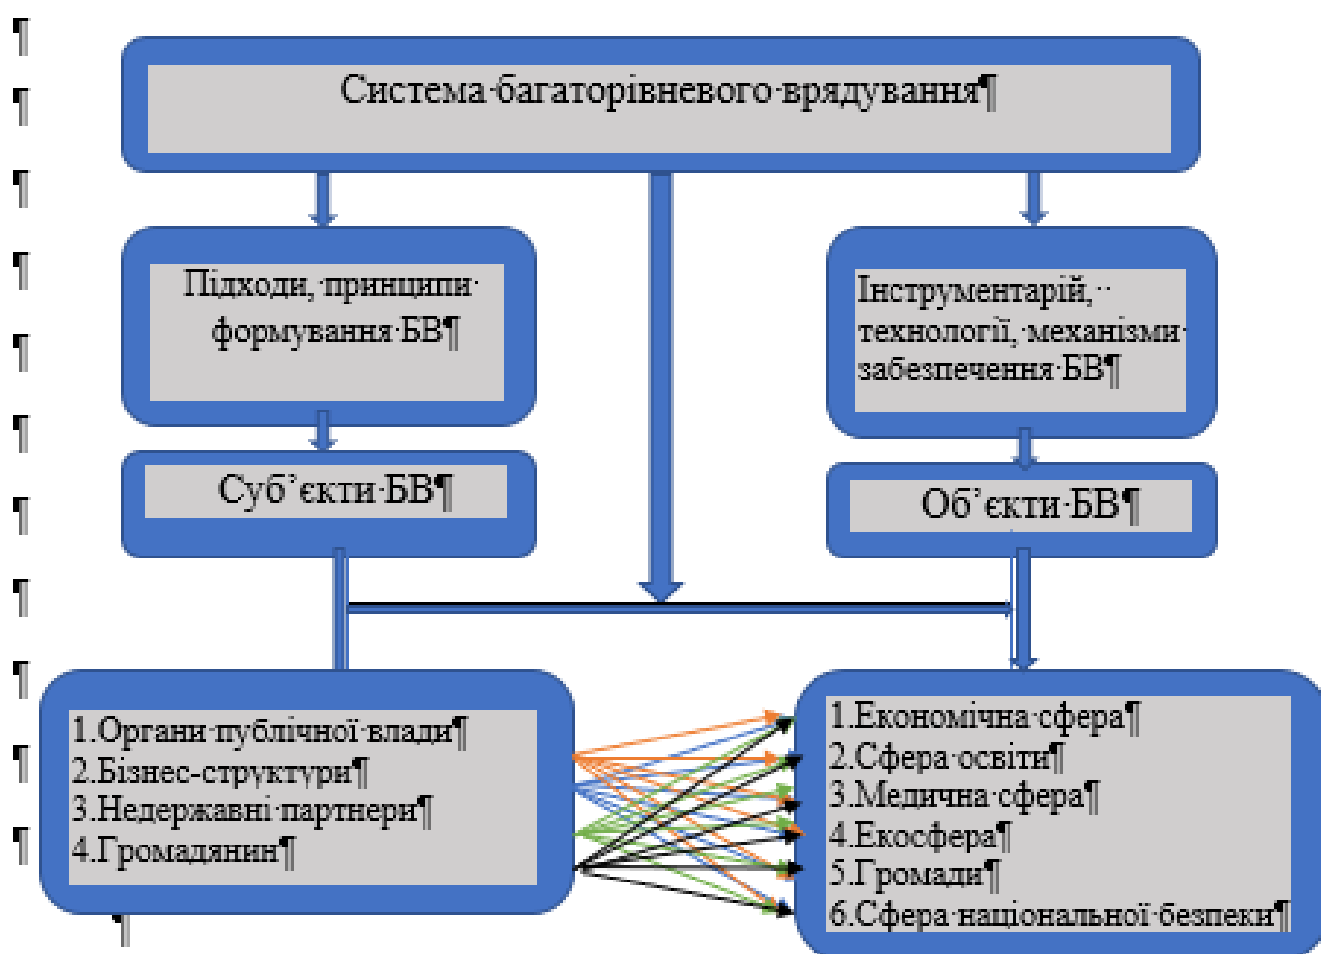 Система багаторівневого врядування
Підходи, принципи
формування БВ
Інструментарій,
технології, механізми
забезпечення БВ
Суб’єкти БВ
Об’єкти БВ
1.Органи публічної влади
2.Бізнес-структури
3.Недержавні партнери
4.Громадянин
1.Економічна сфера
2.Сфера освіти
3.Медична сфера
4.Екосфера
5.Громади
6.Сфера національної безпеки